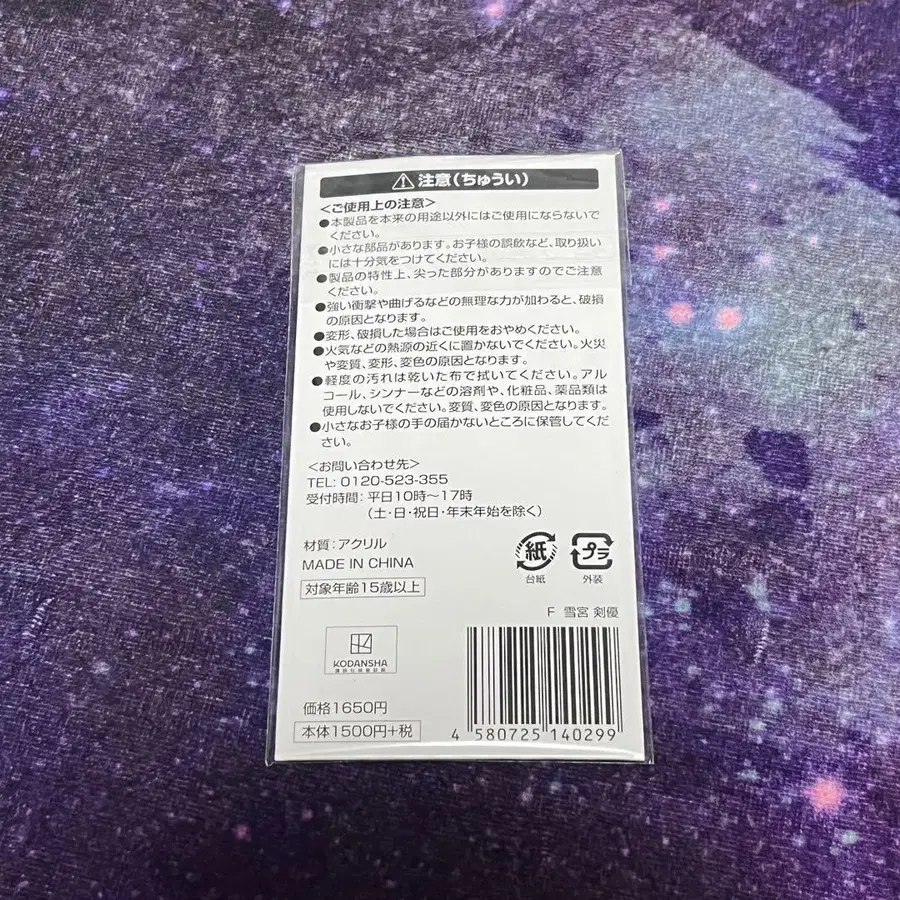 ⚠ 注意(ちゅうい)
＜ご使用上の注意＞
●本製品を本来の用途以外にはご使用にならないで
ください。
●小さな部品があります。お子様の誤飲など、取り扱い
には十分気をつけてください。
●製品の特性上、尖った部分がありますのでご注意
ください。
●強い衝撃や曲げるなどの無理な力が加わると、破損
の原因となります。
●変形、破損した場合はご使用をおやめください。
●火気などの熱源の近くに置かないでください。火災
や変質、変形、変色の原因となります。
●軽度の汚れは乾いた布で拭いてください。アル
コール、シンナーなどの溶剤や、化粧品、薬品類は
使用しないでください。変質、変色の原因となります。
●小さなお子様の手の届かないところに保管してくだ
さい。
＜お問い合わせ先＞
TEL: 0120-523-355
受付時間: 平日10時～17時
(土・日・祝日・年末年始を除く)
材質：アクリル
MADE IN CHINA
対象年齢15歳以上
紙
台紙
プラ
外装
F 雪宮 剣優
KODANSHA
価格1650円
本体1500円+税
4 580725 140299